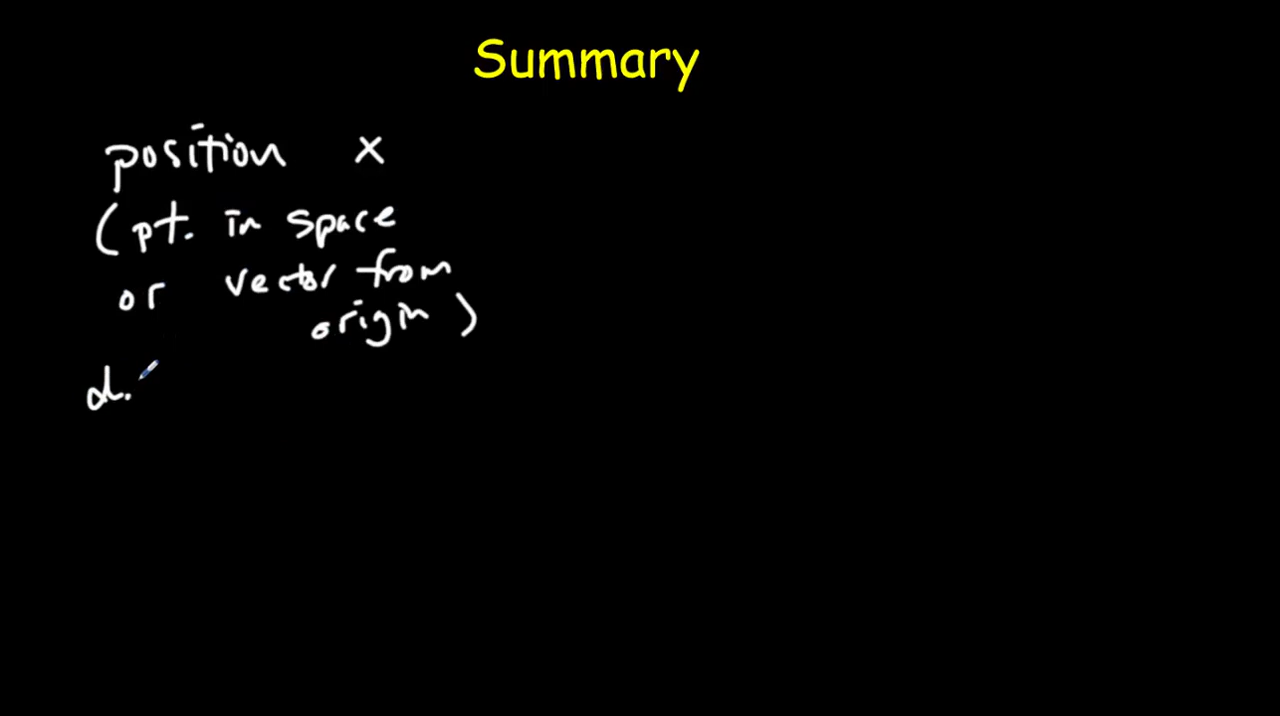 Summary
position x
(pt. in space
or vector from
origin)
d.